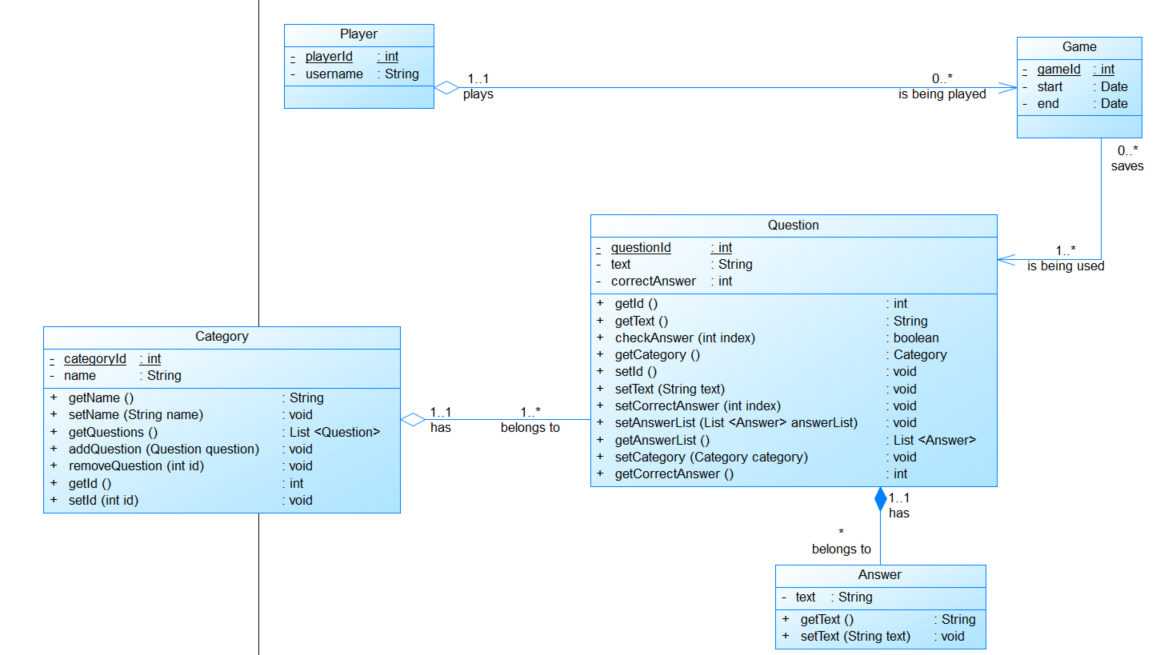 Player
- playerId : int
- username : String
1..1
plays
0..*
is being played
Game
- gameId : int
- start : Date
- end : Date
0..*
saves
1..*
is being used
Question
- questionId : int
- text : String
- correctAnswer : int
+ getId () : int
+ getText () : String
+ checkAnswer (int index) : boolean
+ getCategory () : Category
+ setId () : void
+ setText (String text) : void
+ setCorrectAnswer (int index) : void
+ setAnswerList (List <Answer> answerList) : void
+ getAnswerList () : List <Answer>
+ setCategory (Category category) : void
+ getCorrectAnswer () : int
Category
- categoryId : int
- name : String
+ getName () : String
+ setName (String name) : void
+ getQuestions () : List <Question>
+ addQuestion (Question question) : void
+ removeQuestion (int id) : void
+ getId () : int
+ setId (int id) : void
1..1
has
1..*
belongs to
1..1
has
*
belongs to
Answer
- text : String
+ getText () : String
+ setText (String text) : void